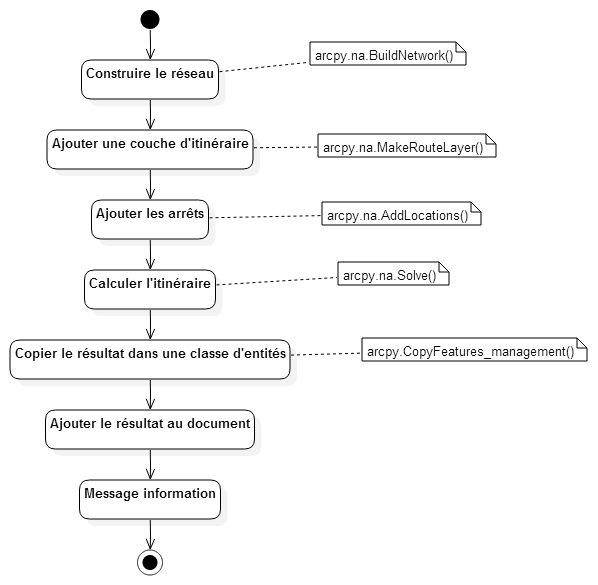 Construire le réseau
arcpy.na.BuildNetwork()
Ajouter une couche d'itinéraire
arcpy.na.MakeRouteLayer()
Ajouter les arrêts
arcpy.na.AddLocations()
Calculer l'itinéraire
arcpy.na.Solve()
Copier le résultat dans une classe d'entités
arcpy.CopyFeatures_management()
Ajouter le résultat au document
Message information